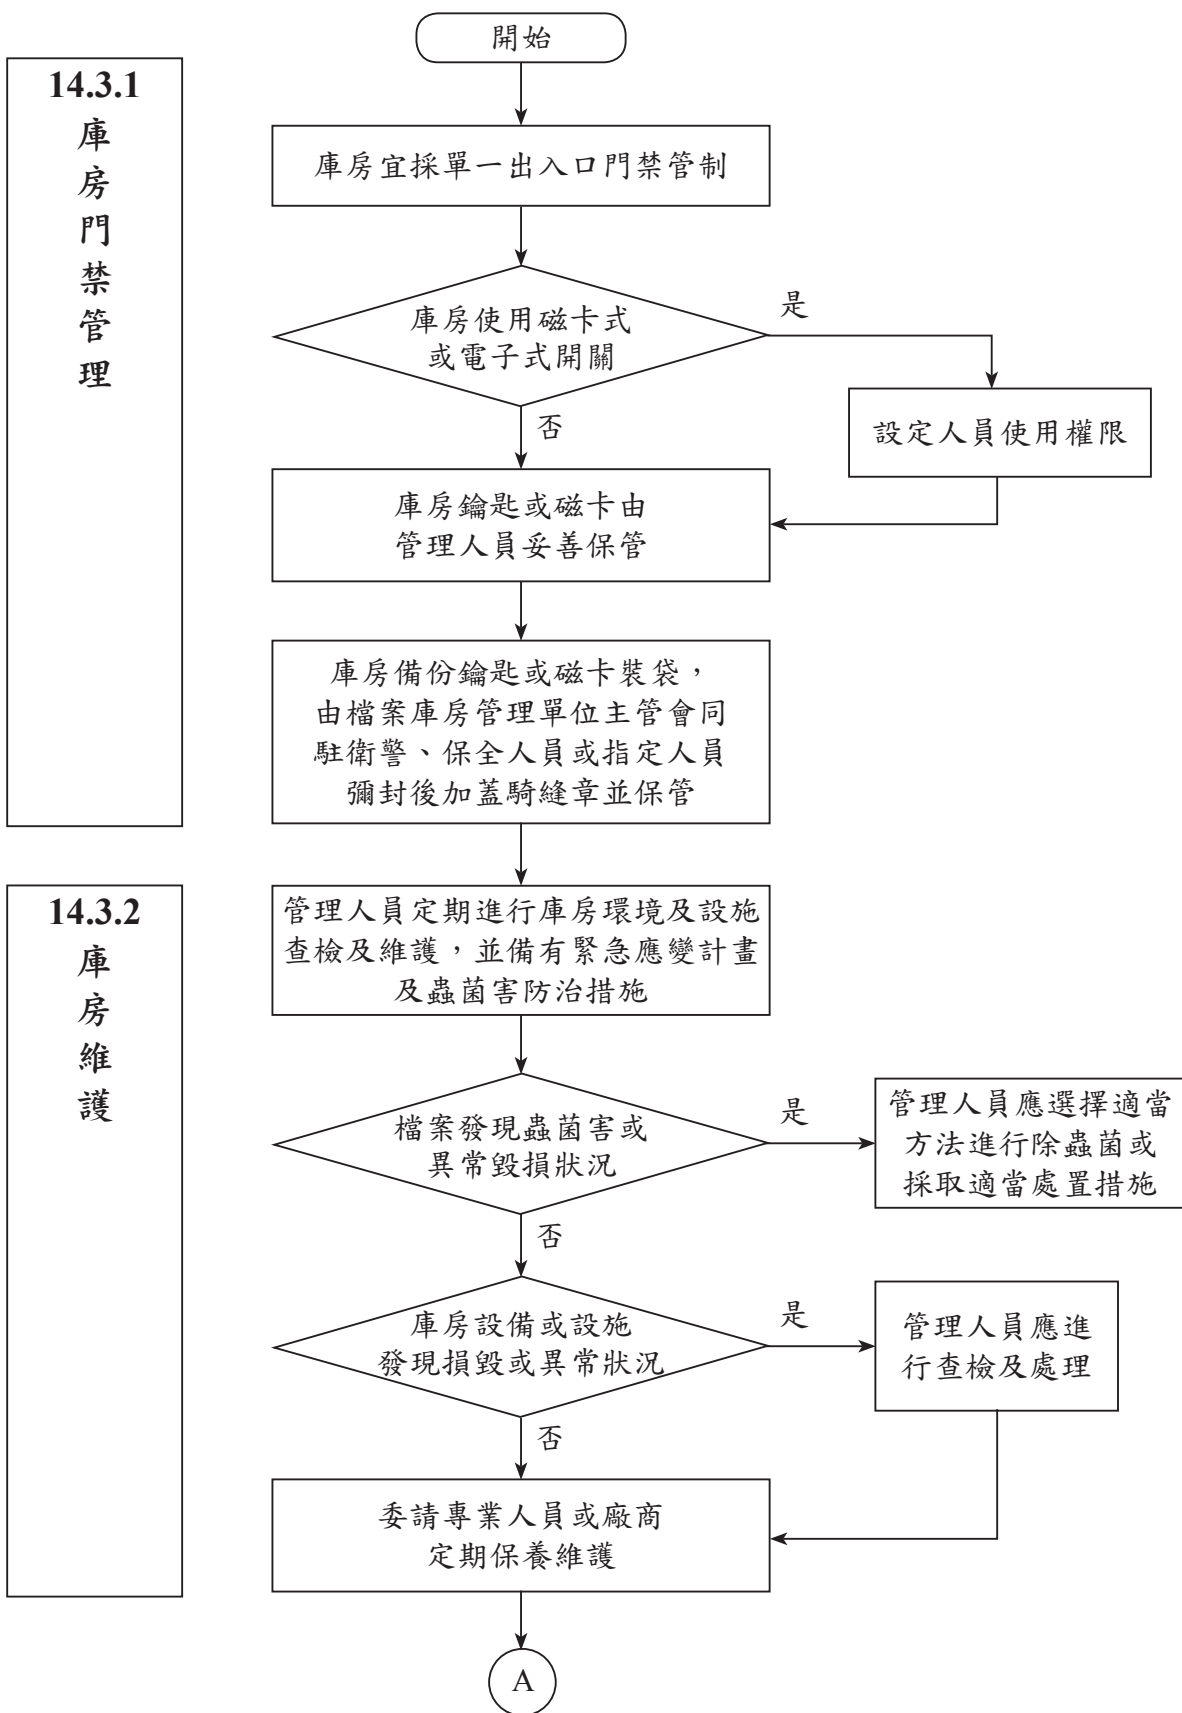 開始
14.3.1
庫
房
門
禁
管
理
庫房宜採單一出入口門禁管制
庫房使用磁卡式
或電子式開關
是
否
設定人員使用權限
庫房鑰匙或磁卡由
管理人員妥善保管
庫房備份鑰匙或磁卡裝袋，
由檔案庫房管理單位主管會同
駐衛警、保全人員或指定人員
彌封後加蓋騎縫章並保管
14.3.2
庫
房
維
護
管理人員定期進行庫房環境及設施
查檢及維護，並備有緊急應變計畫
及蟲菌害防治措施
檔案發現蟲菌害或
異常毀損狀況
是
管理人員應選擇適當
方法進行除蟲菌或
採取適當處置措施
否
庫房設備或設施
發現損毀或異常狀況
是
管理人員應進
行查檢及處理
否
委請專業人員或廠商
定期保養維護
A